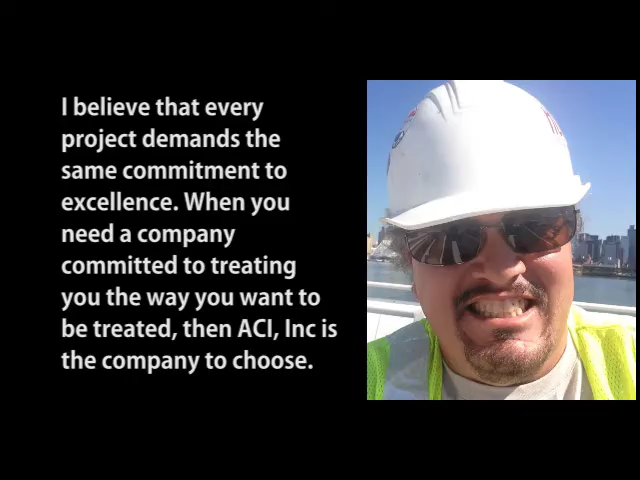 I believe that every
project demands the
same commitment to
excellence. When you
need a company
committed to treating
you the way you want to
be treated, then ACI, Inc is
the company to choose.